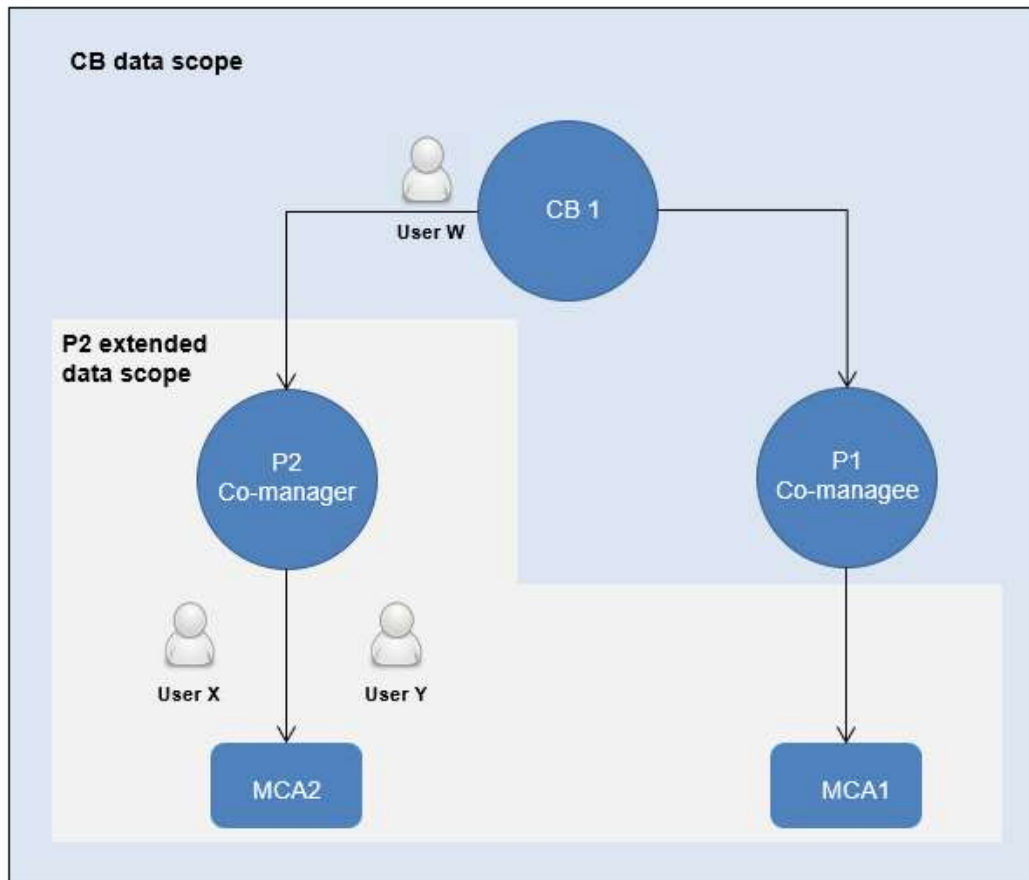 CB data scope
CB 1
User W
P2 extended
data scope
P2
Co-manager
P1
Co-managee
User X
User Y
MCA2
MCA1